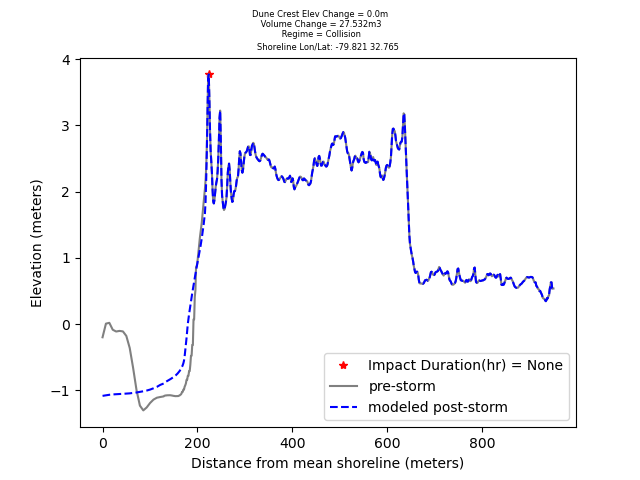 Dune Crest Elev Change = 0.0m
Volume Change = 27.532m3
Regime = Collision
Shoreline Lon/Lat: -79.821 32.765
4
3
2
1
0
−1
Elevation (meters)
Impact Duration(hr) = None
pre-storm
modeled post-storm
0 200 400 600 800
Distance from mean shoreline (meters)